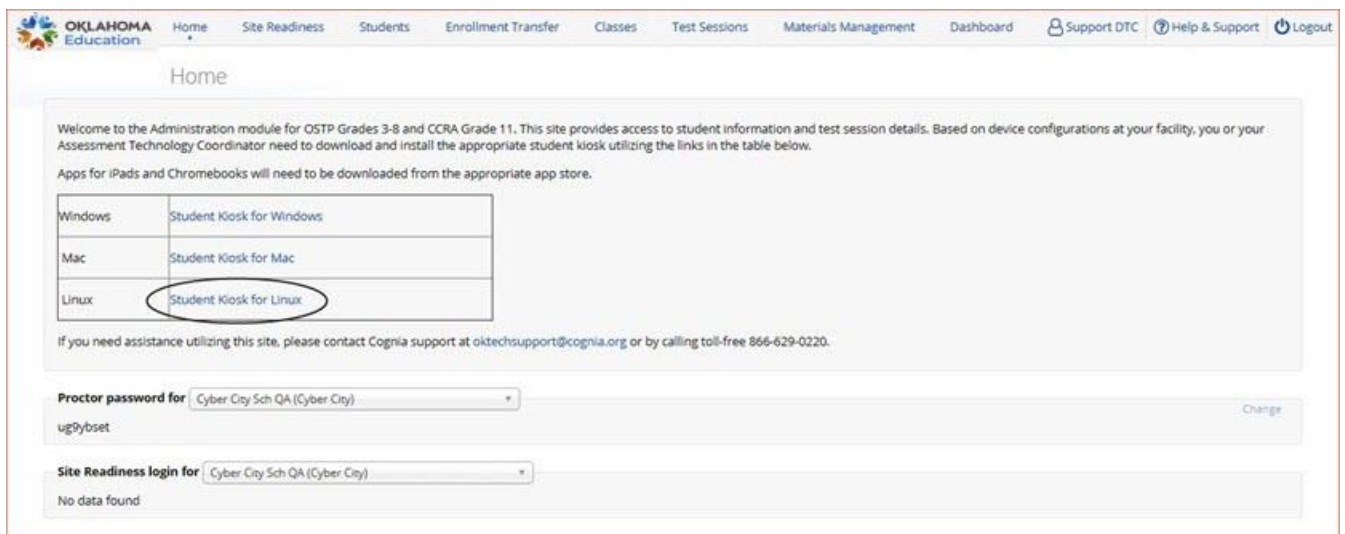 OKLAHOMA
Education
Home
Site Readiness
Students
Enrollment Transfer
Classes
Test Sessions
Materials Management
Dashboard
Support DTC
Help & Support
Logout
Home
Welcome to the Administration module for OSTP Grades 3-8 and CCRA Grade 11. This site provides access to student information and test session details. Based on device configurations at your facility, you or your
Assessment Technology Coordinator need to download and install the appropriate student kiosk utilizing the links in the table below.
Apps for iPads and Chromebooks will need to be downloaded from the appropriate app store.
Windows Student Kiosk for Windows
Mac Student Kiosk for Mac
Linux Student Kiosk for Linux
If you need assistance utilizing this site, please contact Cognia support at oktechsupport@cognia.org or by calling toll-free 866-629-0220.
Proctor password for Cyber City Sch QA (Cyber City)
Change
ug9ybset
Site Readiness login for Cyber City Sch QA (Cyber City)
No data found